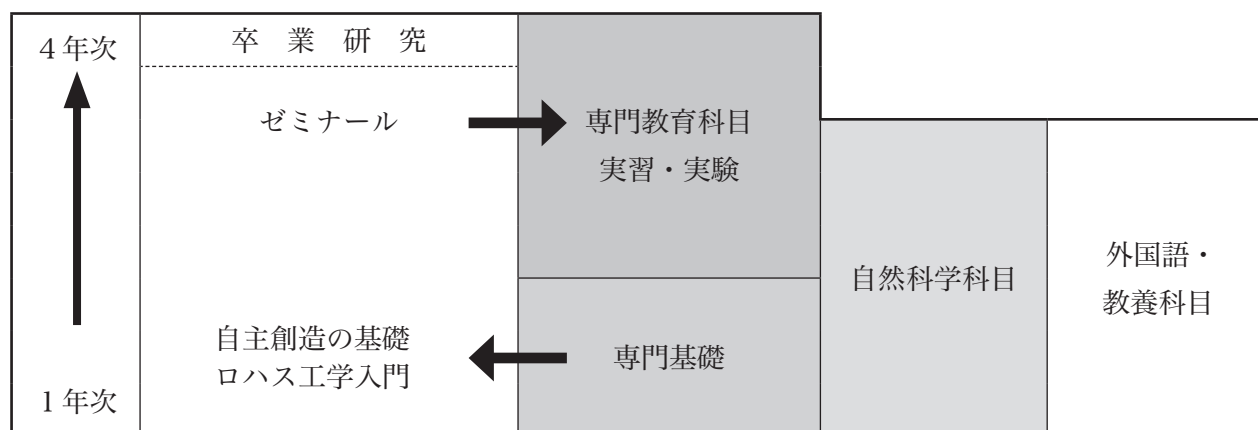 4年次
卒業研究
ゼミナール
専門教育科目
実習・実験
自然科学科目
外国語・
教養科目
自主創造の基礎
ロハス工学入門
専門基礎
1年次